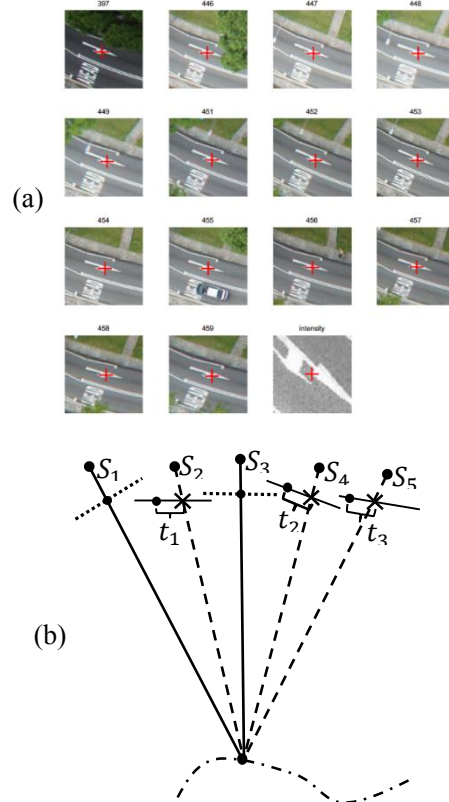 397 446 447 448
449 451 452 453
(a)
454 455 456 457
458 459 intensity
S₁ S₂ S₃ S₄ S₅
t₁ t₂ t₃
(b)